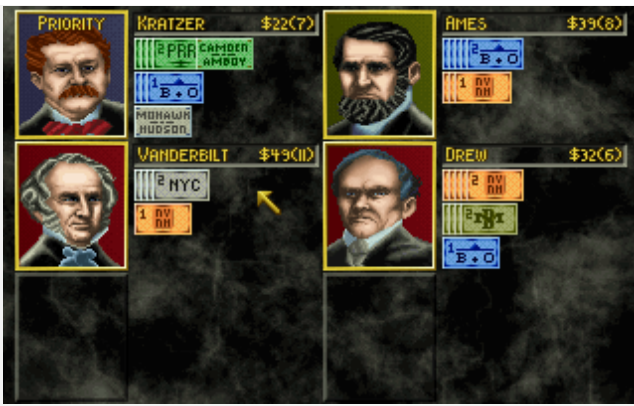 PRIORITY
KRATZER $22(7)
2 PRR CAMDEN AMBOY
1 B+O
MOHAWK HUDSON
AMES $39(8)
2 B+O
1 NY NH
VANDERBILT $49(11)
2 NYC
1 NY NH
DREW $32(6)
2 NY NH
2
1 B+O